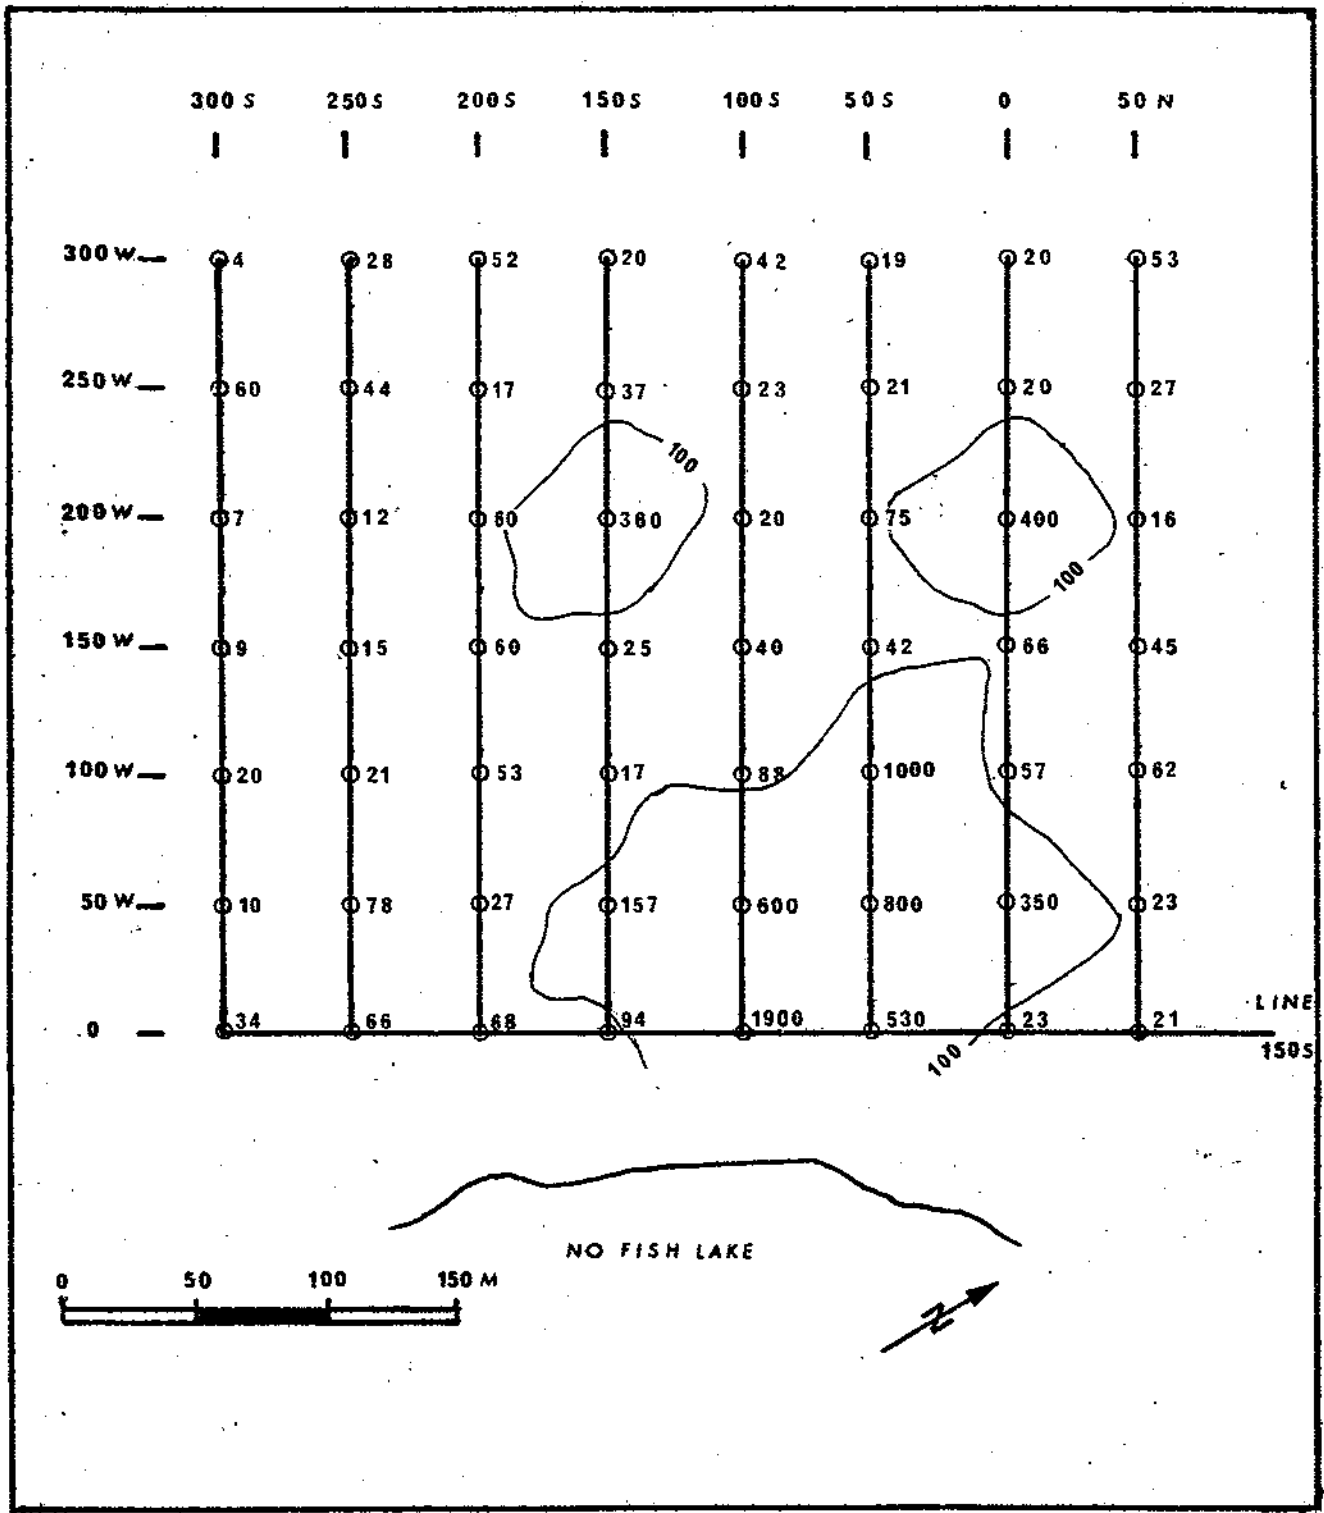 300 S 250 S 200 S 150 S 100 S 50 S 0 50 N
300 W 4 28 52 20 42 19 20 53
250 W 60 44 17 37 23 21 20 27
100
200 W 7 12 80 380 20 75 400 16
100
150 W 9 15 60 25 40 42 66 45
100 W 20 21 53 17 88 1000 57 62
50 W 10 78 27 157 600 800 350 23
LINE
0 34 66 68 94 1900 530 23 21
150 S
100
NO FISH LAKE
0 50 100 150 M
N